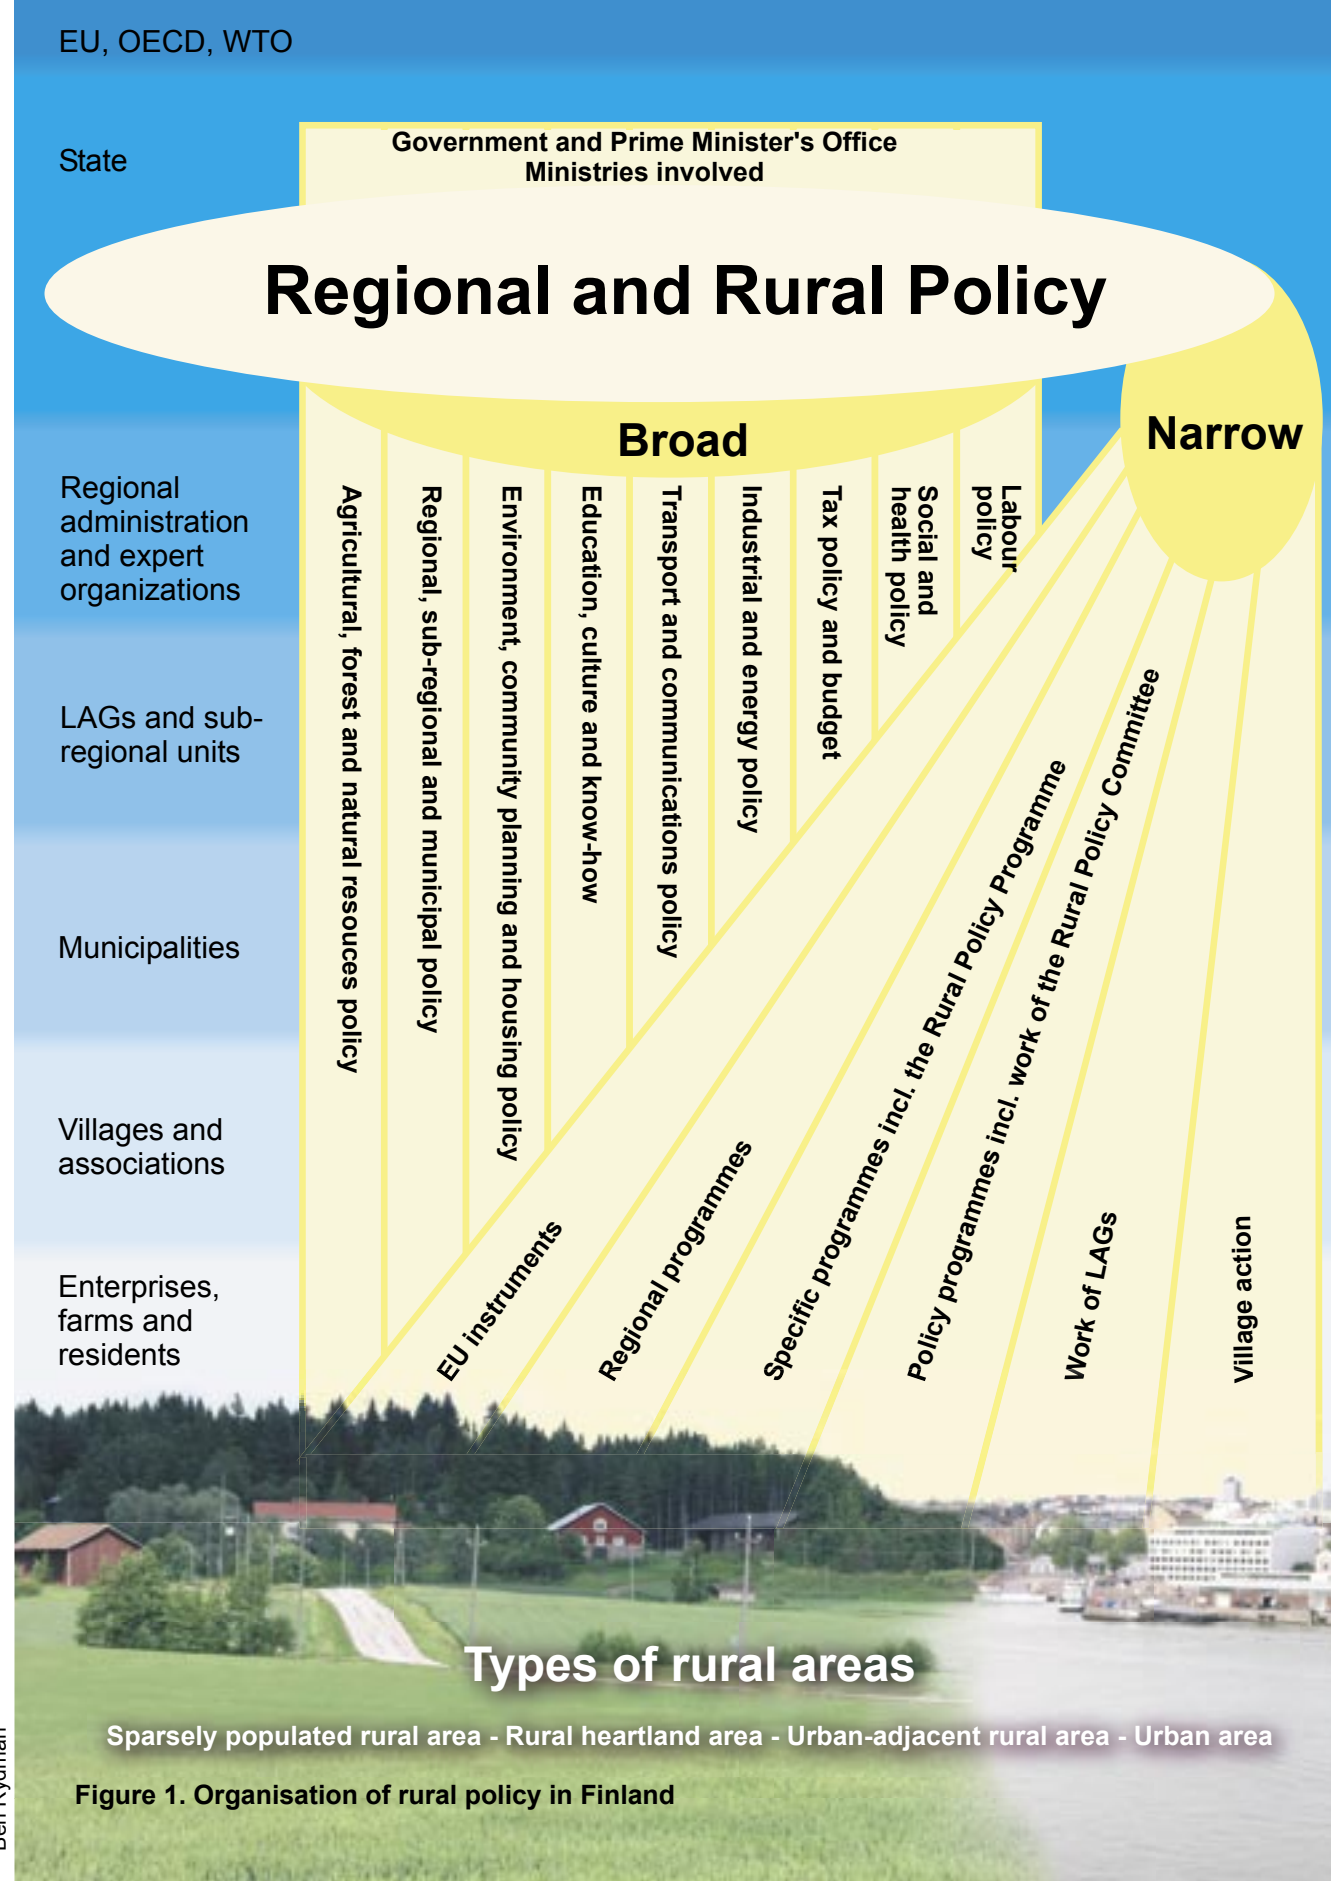 EU, OECD, WTO
State
Government and Prime Minister's Office
Ministries involved
Regional and Rural Policy
Broad
Narrow
Regional
administration
and expert
organizations
LAGs and sub-
regional units
Municipalities
Villages and
associations
Enterprises,
farms and
residents
Agricultural, forest and natural resouces policy
Regional, sub-regional and municipal policy
Environment, community planning and housing policy
Education, culture and know-how
Transport and communications policy
Industrial and energy policy
Tax policy and budget
Social and
health policy
Labour
policy
EU instruments
Regional programmes
Specific programmes incl. the Rural Policy Programme
Policy programmes incl. work of the Rural Policy Committee
Work of LAGs
Village action
Types of rural areas
Sparsely populated rural area - Rural heartland area - Urban-adjacent rural area - Urban area
Figure 1. Organisation of rural policy in Finland